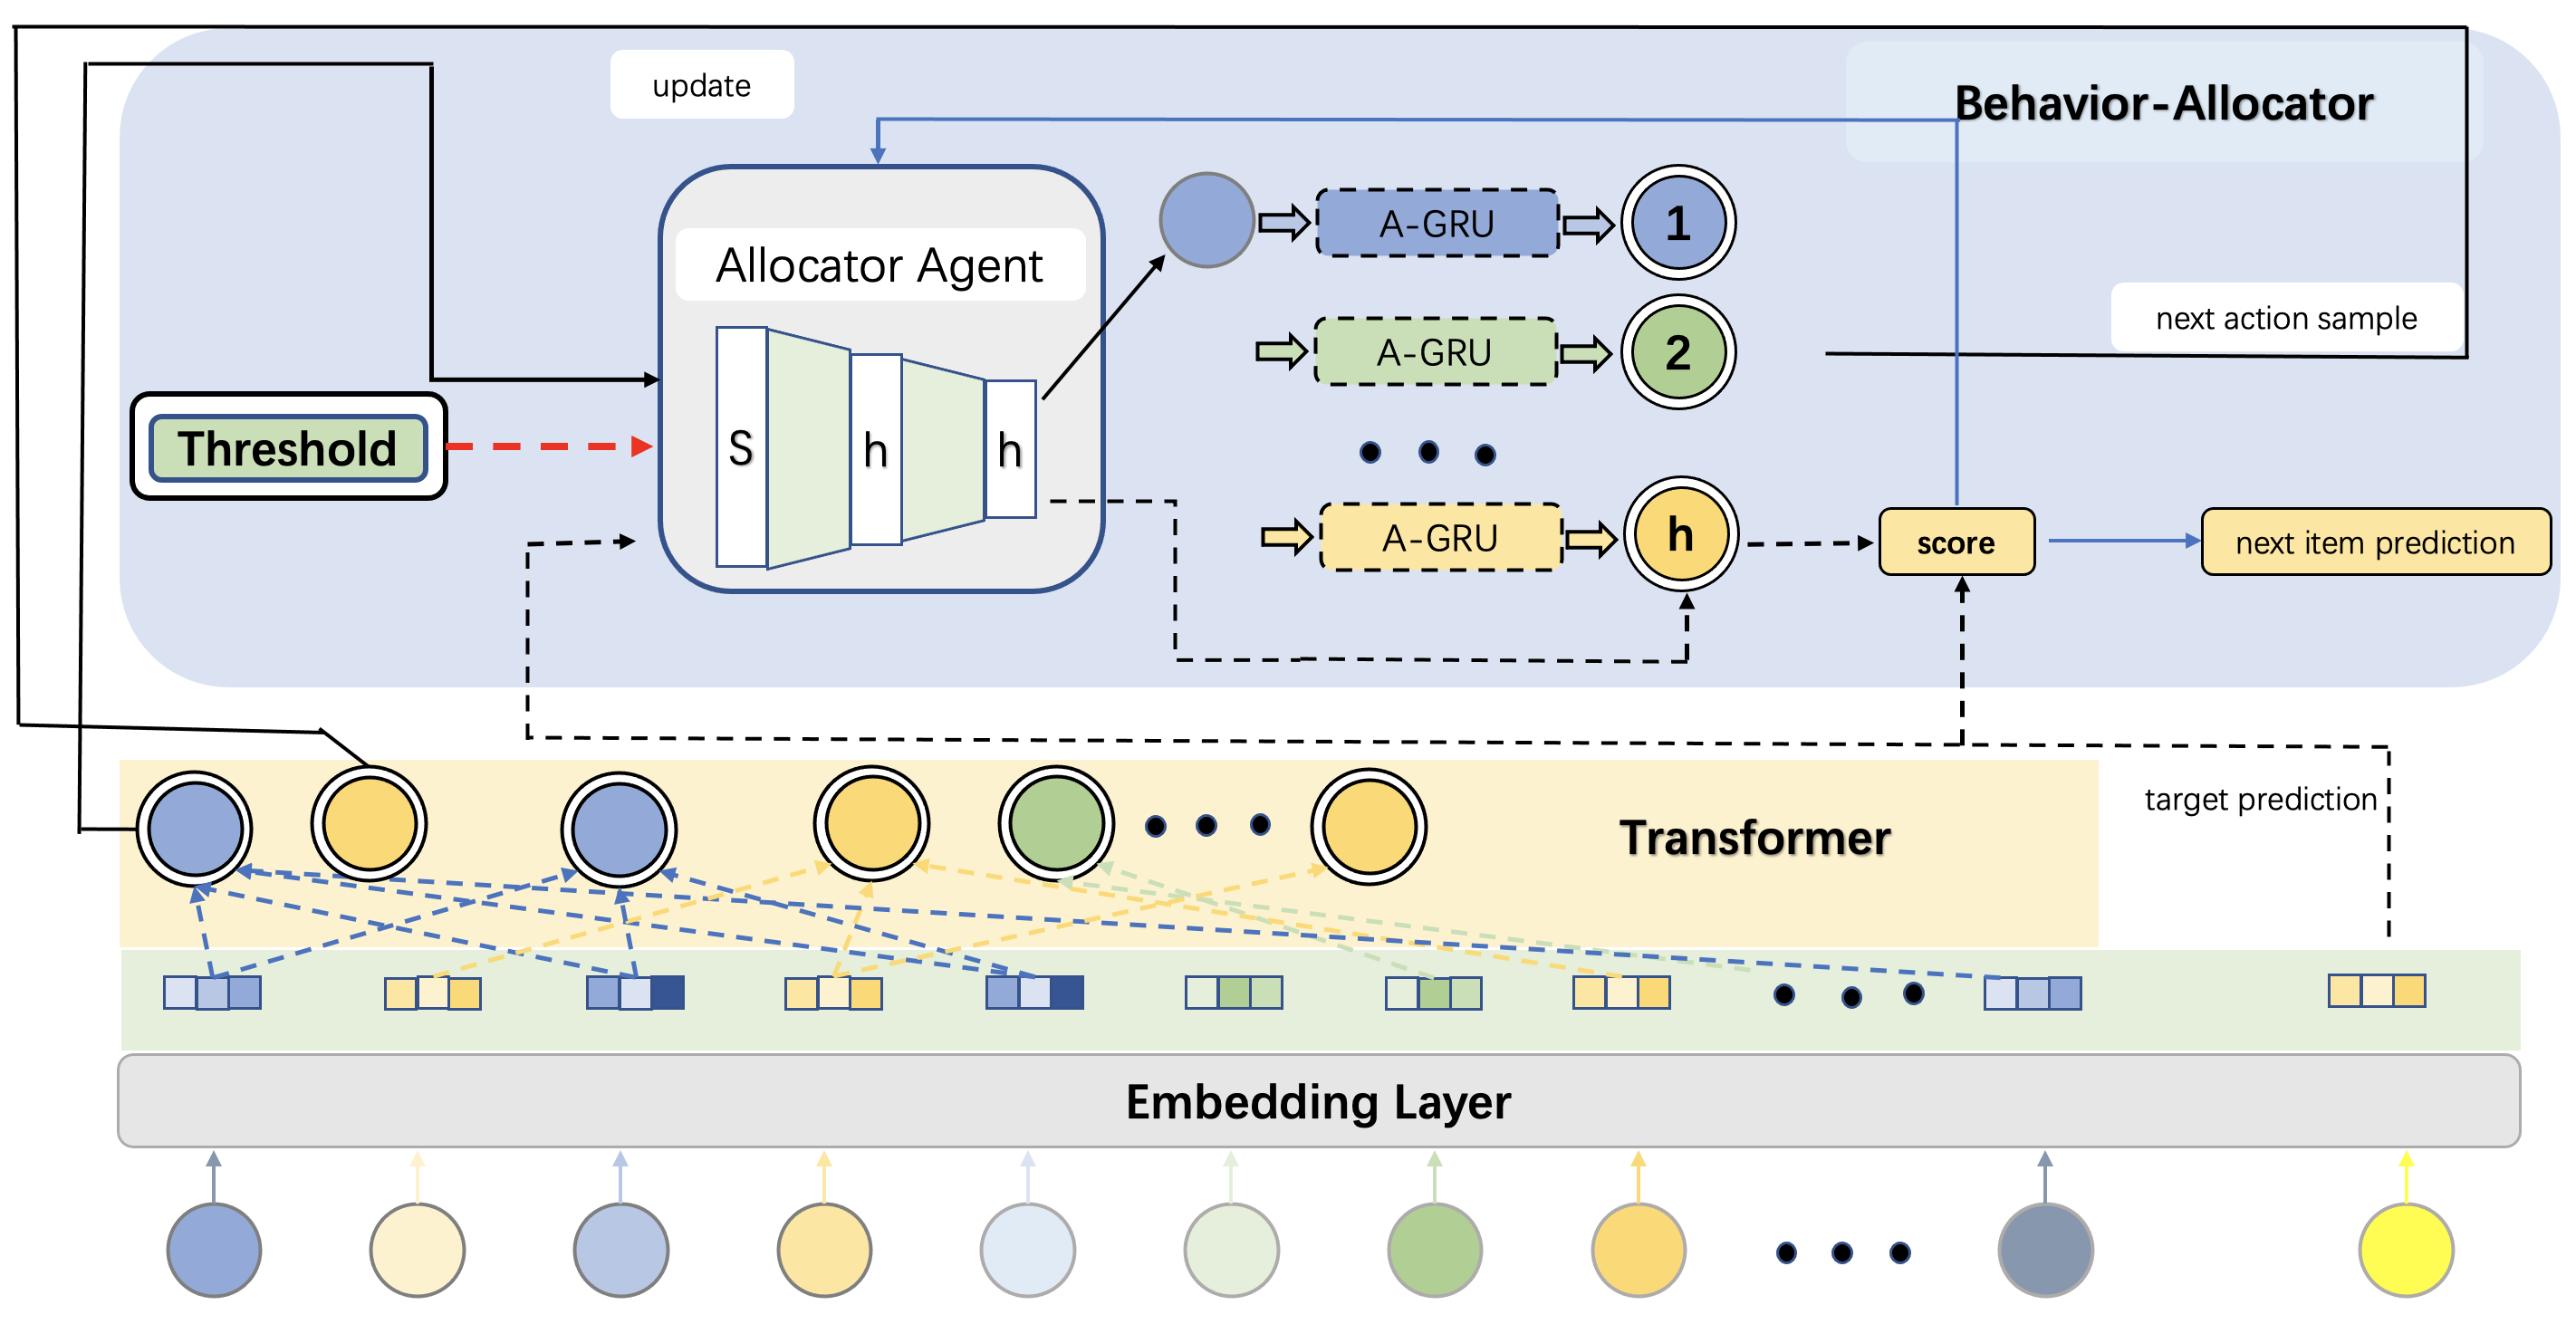 update
Behavior-Allocator
Allocator Agent
A-GRU
1
next action sample
A-GRU
2
Threshold
S
h
h
A-GRU
h
score
next item prediction
target prediction
Transformer
Embedding Layer